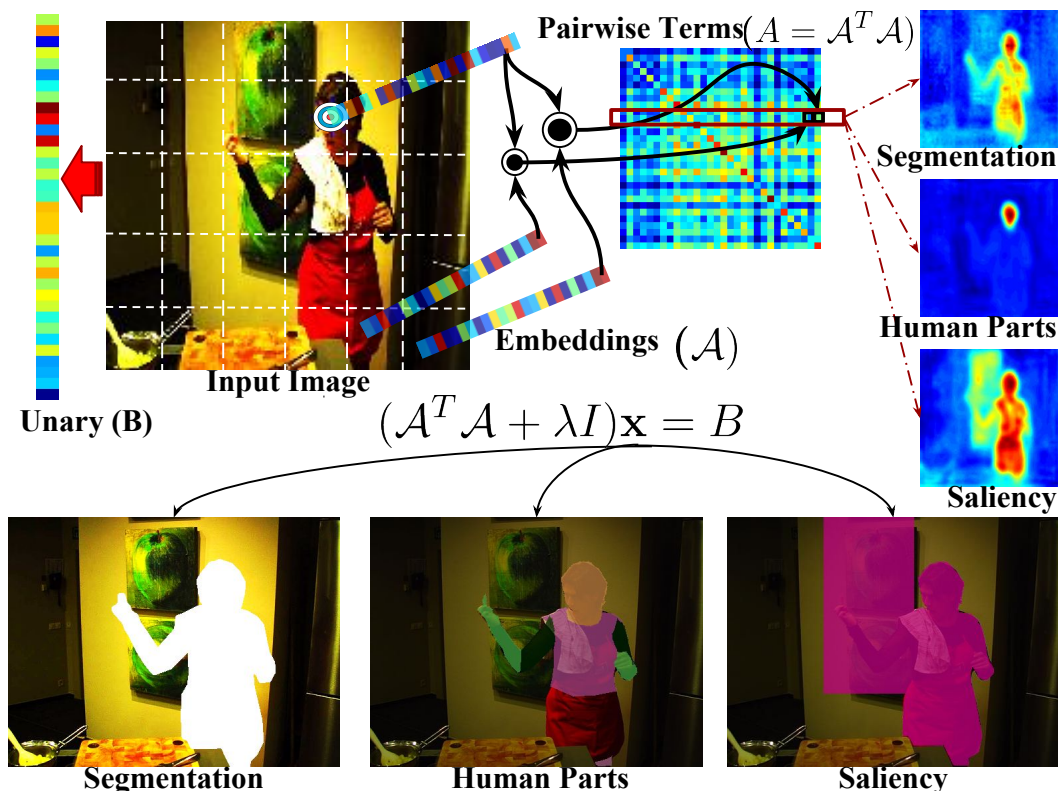 Pairwise Terms (A = 𝒜^T 𝒜)
Segmentation
Human Parts
Embeddings (𝒜)
Input Image
Unary (B)
Saliency
(𝒜^T 𝒜 + λI)x = B
Segmentation
Human Parts
Saliency